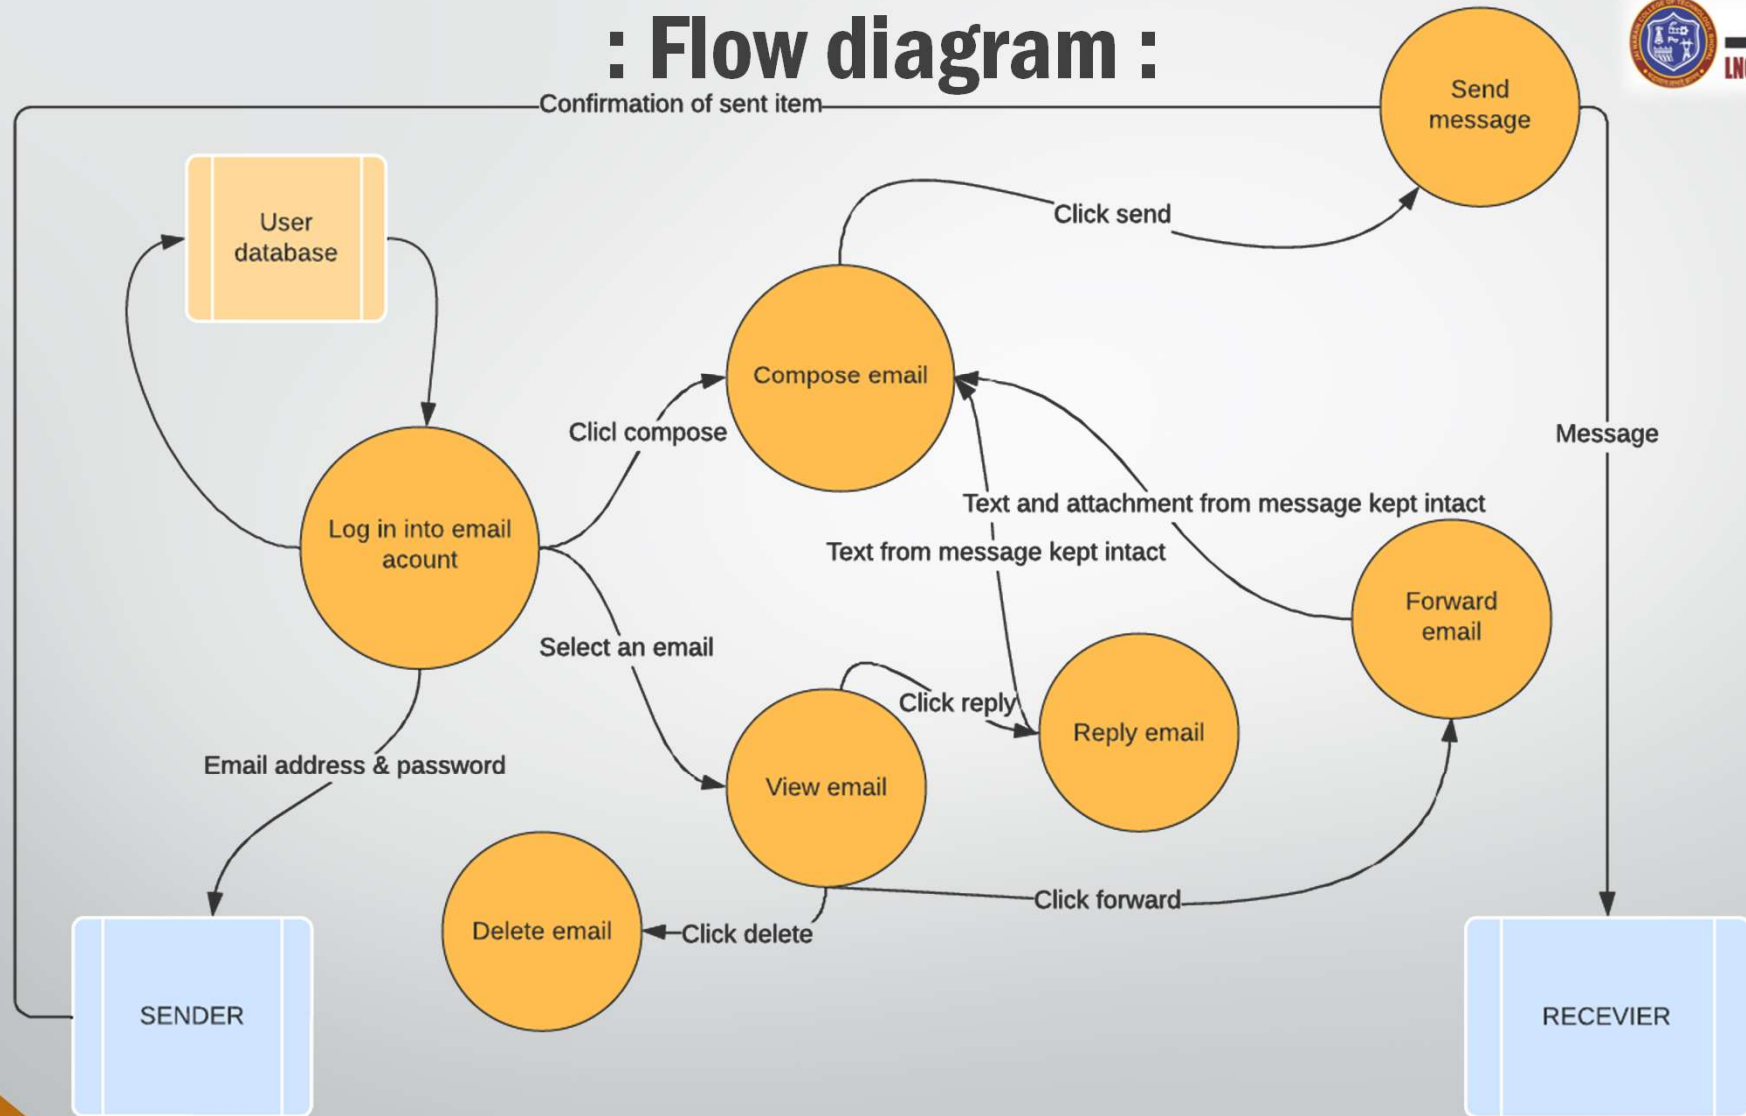 : Flow diagram :
LNC
Confirmation of sent item
Send
message
User
database
Click send
Compose email
Clicl compose
Message
Text and attachment from message kept intact
Log in into email
acount
Text from message kept intact
Forward
email
Select an email
Click reply
Reply email
Email address & password
View email
Click forward
Delete email
Click delete
SENDER
RECEVIER